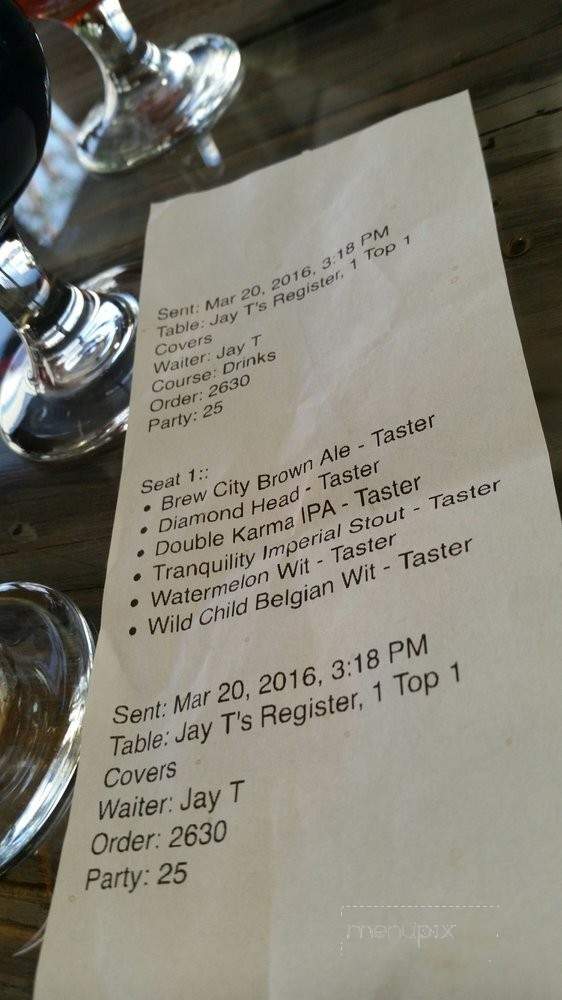 Sent: Mar 20, 2016, 3:18 PM
Table: Jay T's Register, 1 Top 1
Covers
Waiter: Jay T
Course: Drinks
Order: 2630
Party: 25
Seat 1::
• Brew City Brown Ale - Taster
• Diamond Head - Taster
• Double Karma IPA - Taster
• Tranquility Imperial Stout - Taster
• Watermelon Wit - Taster
• Wild Child Belgian Wit - Taster
Sent: Mar 20, 2016, 3:18 PM
Table: Jay T's Register, 1 Top 1
Covers
Waiter: Jay T
Order: 2630
Party: 25
menupix